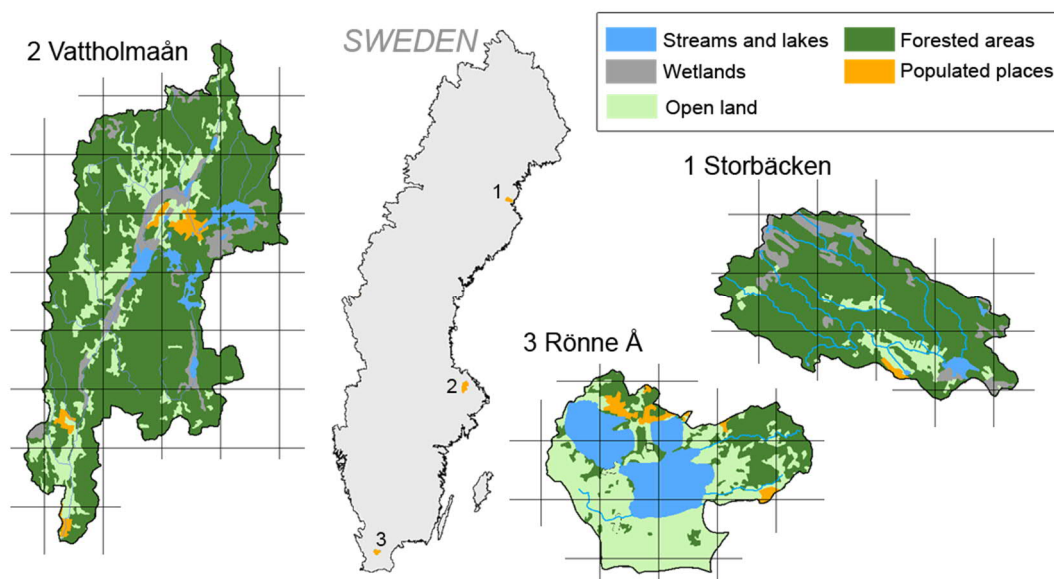 2 Vattholmaån
SWEDEN
Streams and lakes
Forested areas
Wetlands
Populated places
Open land
1 Storbäcken
1
3 Rönne Å
2
3